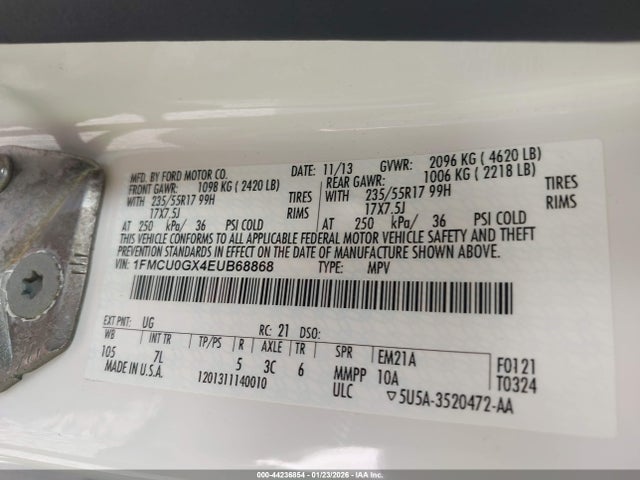 MFD. BY FORD MOTOR CO. DATE: 11/13 GVWR: 2096 KG ( 4620 LB)
FRONT GAWR: 1098 KG ( 2420 LB) REAR GAWR: 1006 KG ( 2218 LB)
WITH 235/55R17 99H TIRES WITH 235/55R17 99H TIRES
17X7.5J RIMS 17X7.5J RIMS
AT 250 kPa/ 36 PSI COLD AT 250 kPa/ 36 PSI COLD
THIS VEHICLE CONFORMS TO ALL APPLICABLE FEDERAL MOTOR VEHICLE SAFETY AND THEFT
PREVENTION STANDARDS IN EFFECT ON THE DATE OF MANUFACTURE SHOWN ABOVE.
VIN: 1FMCU0GX4EUB68868 TYPE: MPV
EXT PNT: UG RC: 21 DSO:
WB INT TR TP/PS R AXLE TR SPR EM21A F0121
105 7L 5 3C 6 MMPP 10A T0324
MADE IN U.S.A. 1201311140010 ULC ▽5U5A-3520472-AA
000-44236854 - 01/23/2026 - IAA Inc.